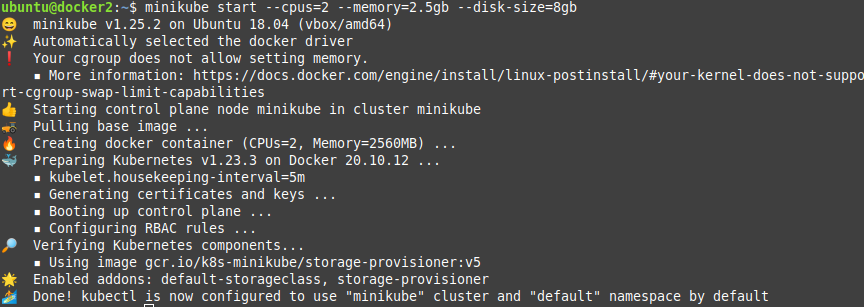 ubuntu@docker2:~$ minikube start --cpus=2 --memory=2.5gb --disk-size=8gb
😄  minikube v1.25.2 on Ubuntu 18.04 (vbox/amd64)
✨  Automatically selected the docker driver
❗  Your cgroup does not allow setting memory.
    ▪ More information: https://docs.docker.com/engine/install/linux-postinstall/#your-kernel-does-not-suppo
rt-cgroup-swap-limit-capabilities
👍  Starting control plane node minikube in cluster minikube
🚜  Pulling base image ...
🔥  Creating docker container (CPUs=2, Memory=2560MB) ...
🐳  Preparing Kubernetes v1.23.3 on Docker 20.10.12 ...
    ▪ kubelet.housekeeping-interval=5m
    ▪ Generating certificates and keys ...
    ▪ Booting up control plane ...
    ▪ Configuring RBAC rules ...
🔎  Verifying Kubernetes components...
    ▪ Using image gcr.io/k8s-minikube/storage-provisioner:v5
🌟  Enabled addons: default-storageclass, storage-provisioner
🏄  Done! kubectl is now configured to use "minikube" cluster and "default" namespace by default